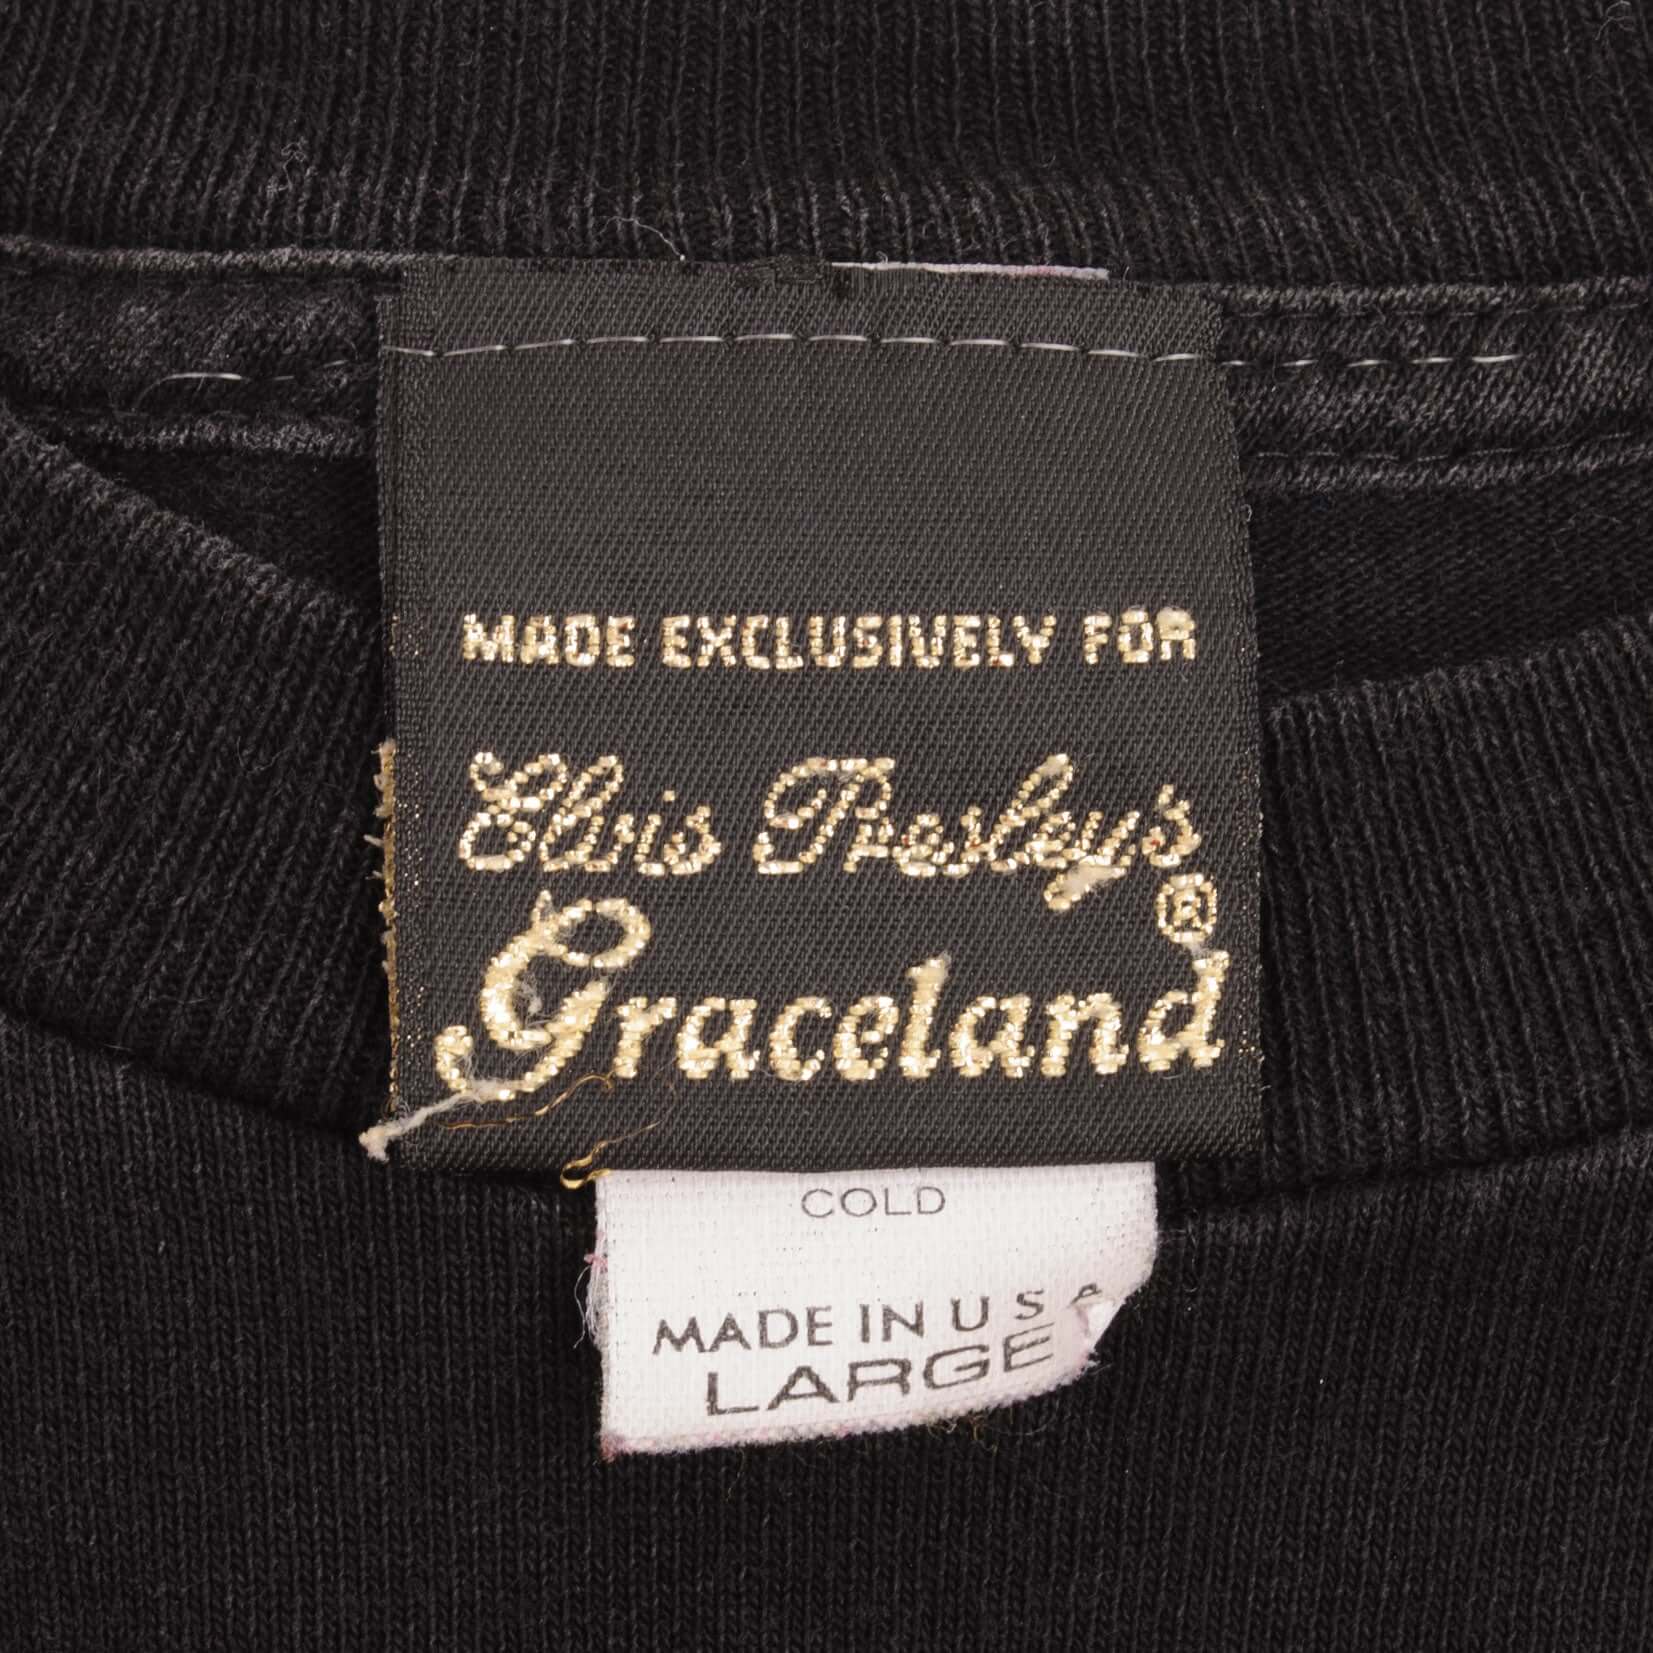 MADE EXCLUSIVELY FOR
Elvis Presley's
Graceland®
COLD
MADE IN U S A
LARGE